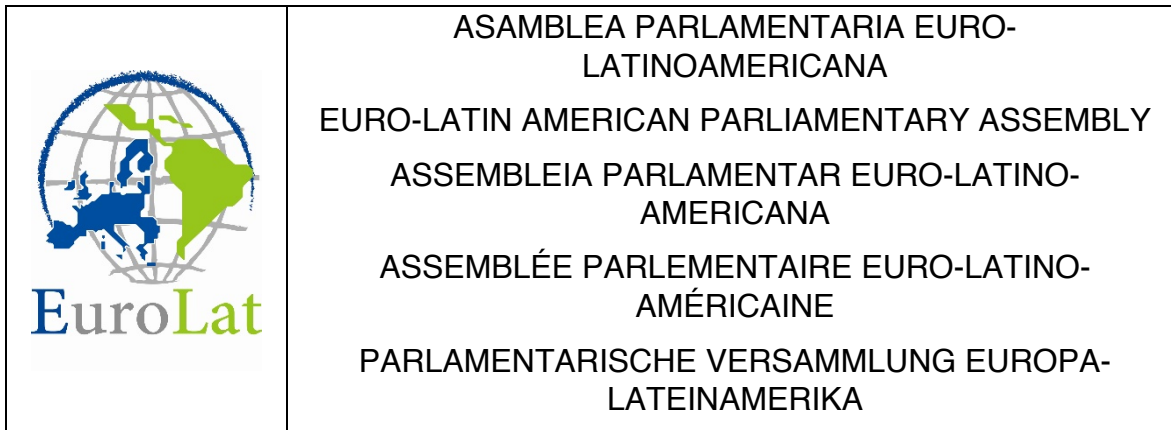 EuroLat
ASAMBLEA PARLAMENTARIA EURO-
LATINOAMERICANA
EURO-LATIN AMERICAN PARLIAMENTARY ASSEMBLY
ASSEMBLEIA PARLAMENTAR EURO-LATINO-
AMERICANA
ASSEMBLÉE PARLEMENTAIRE EURO-LATINO-
AMÉRICAINE
PARLAMENTARISCHE VERSAMMLUNG EUROPA-
LATEINAMERIKA